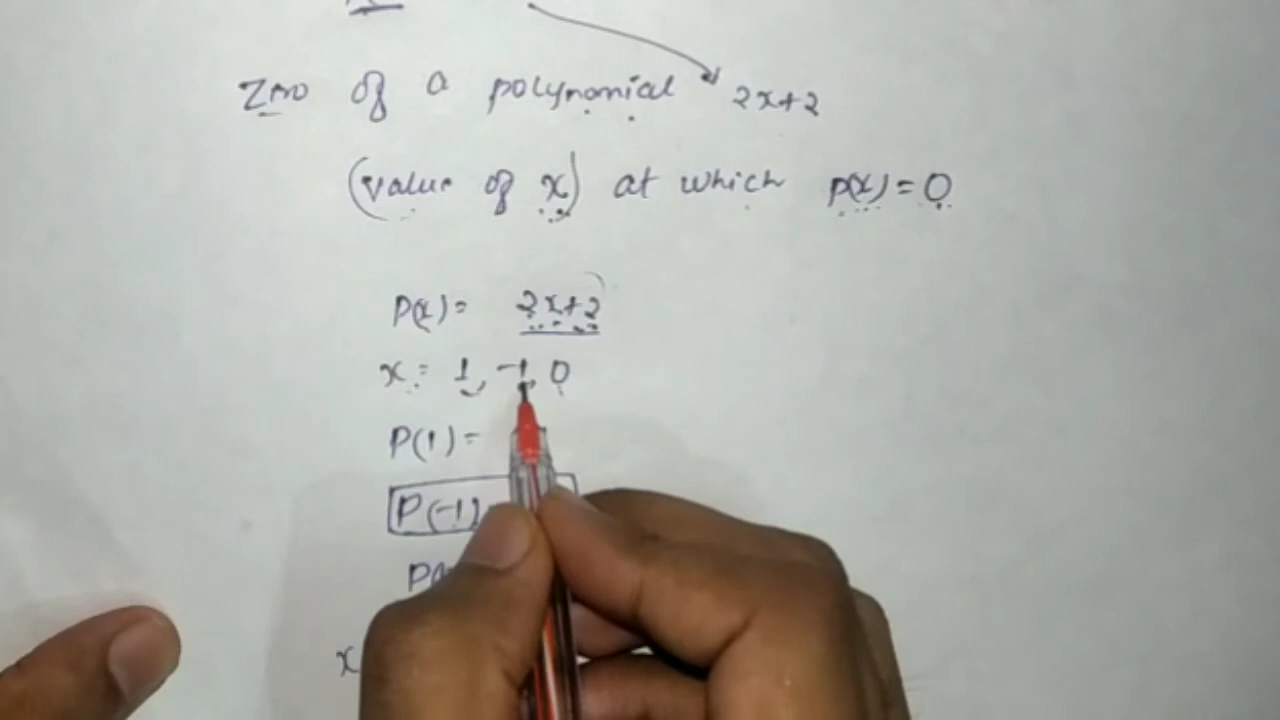 Zero of a polynomial 2x+2
(value of x) at which p(x) = 0
P(x) = 2x+2
x = 1, -1, 0
P(1) =
P(-1)
x